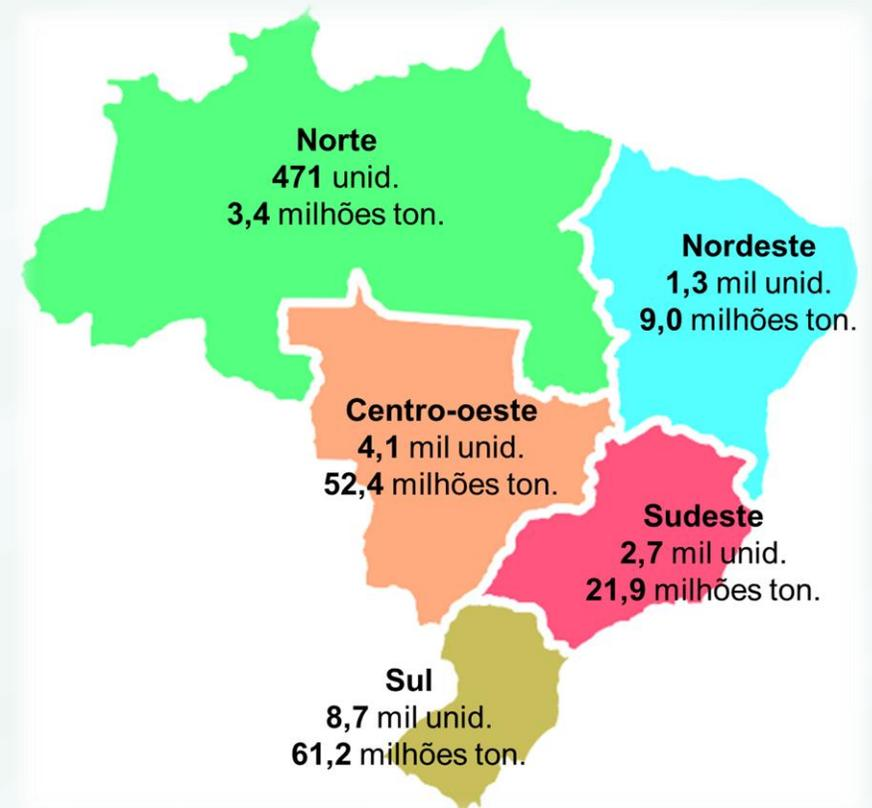 Norte
471 unid.
3,4 milhões ton.
Nordeste
1,3 mil unid.
9,0 milhões ton.
Centro-oeste
4,1 mil unid.
52,4 milhões ton.
Sudeste
2,7 mil unid.
21,9 milhões ton.
Sul
8,7 mil unid.
61,2 milhões ton.